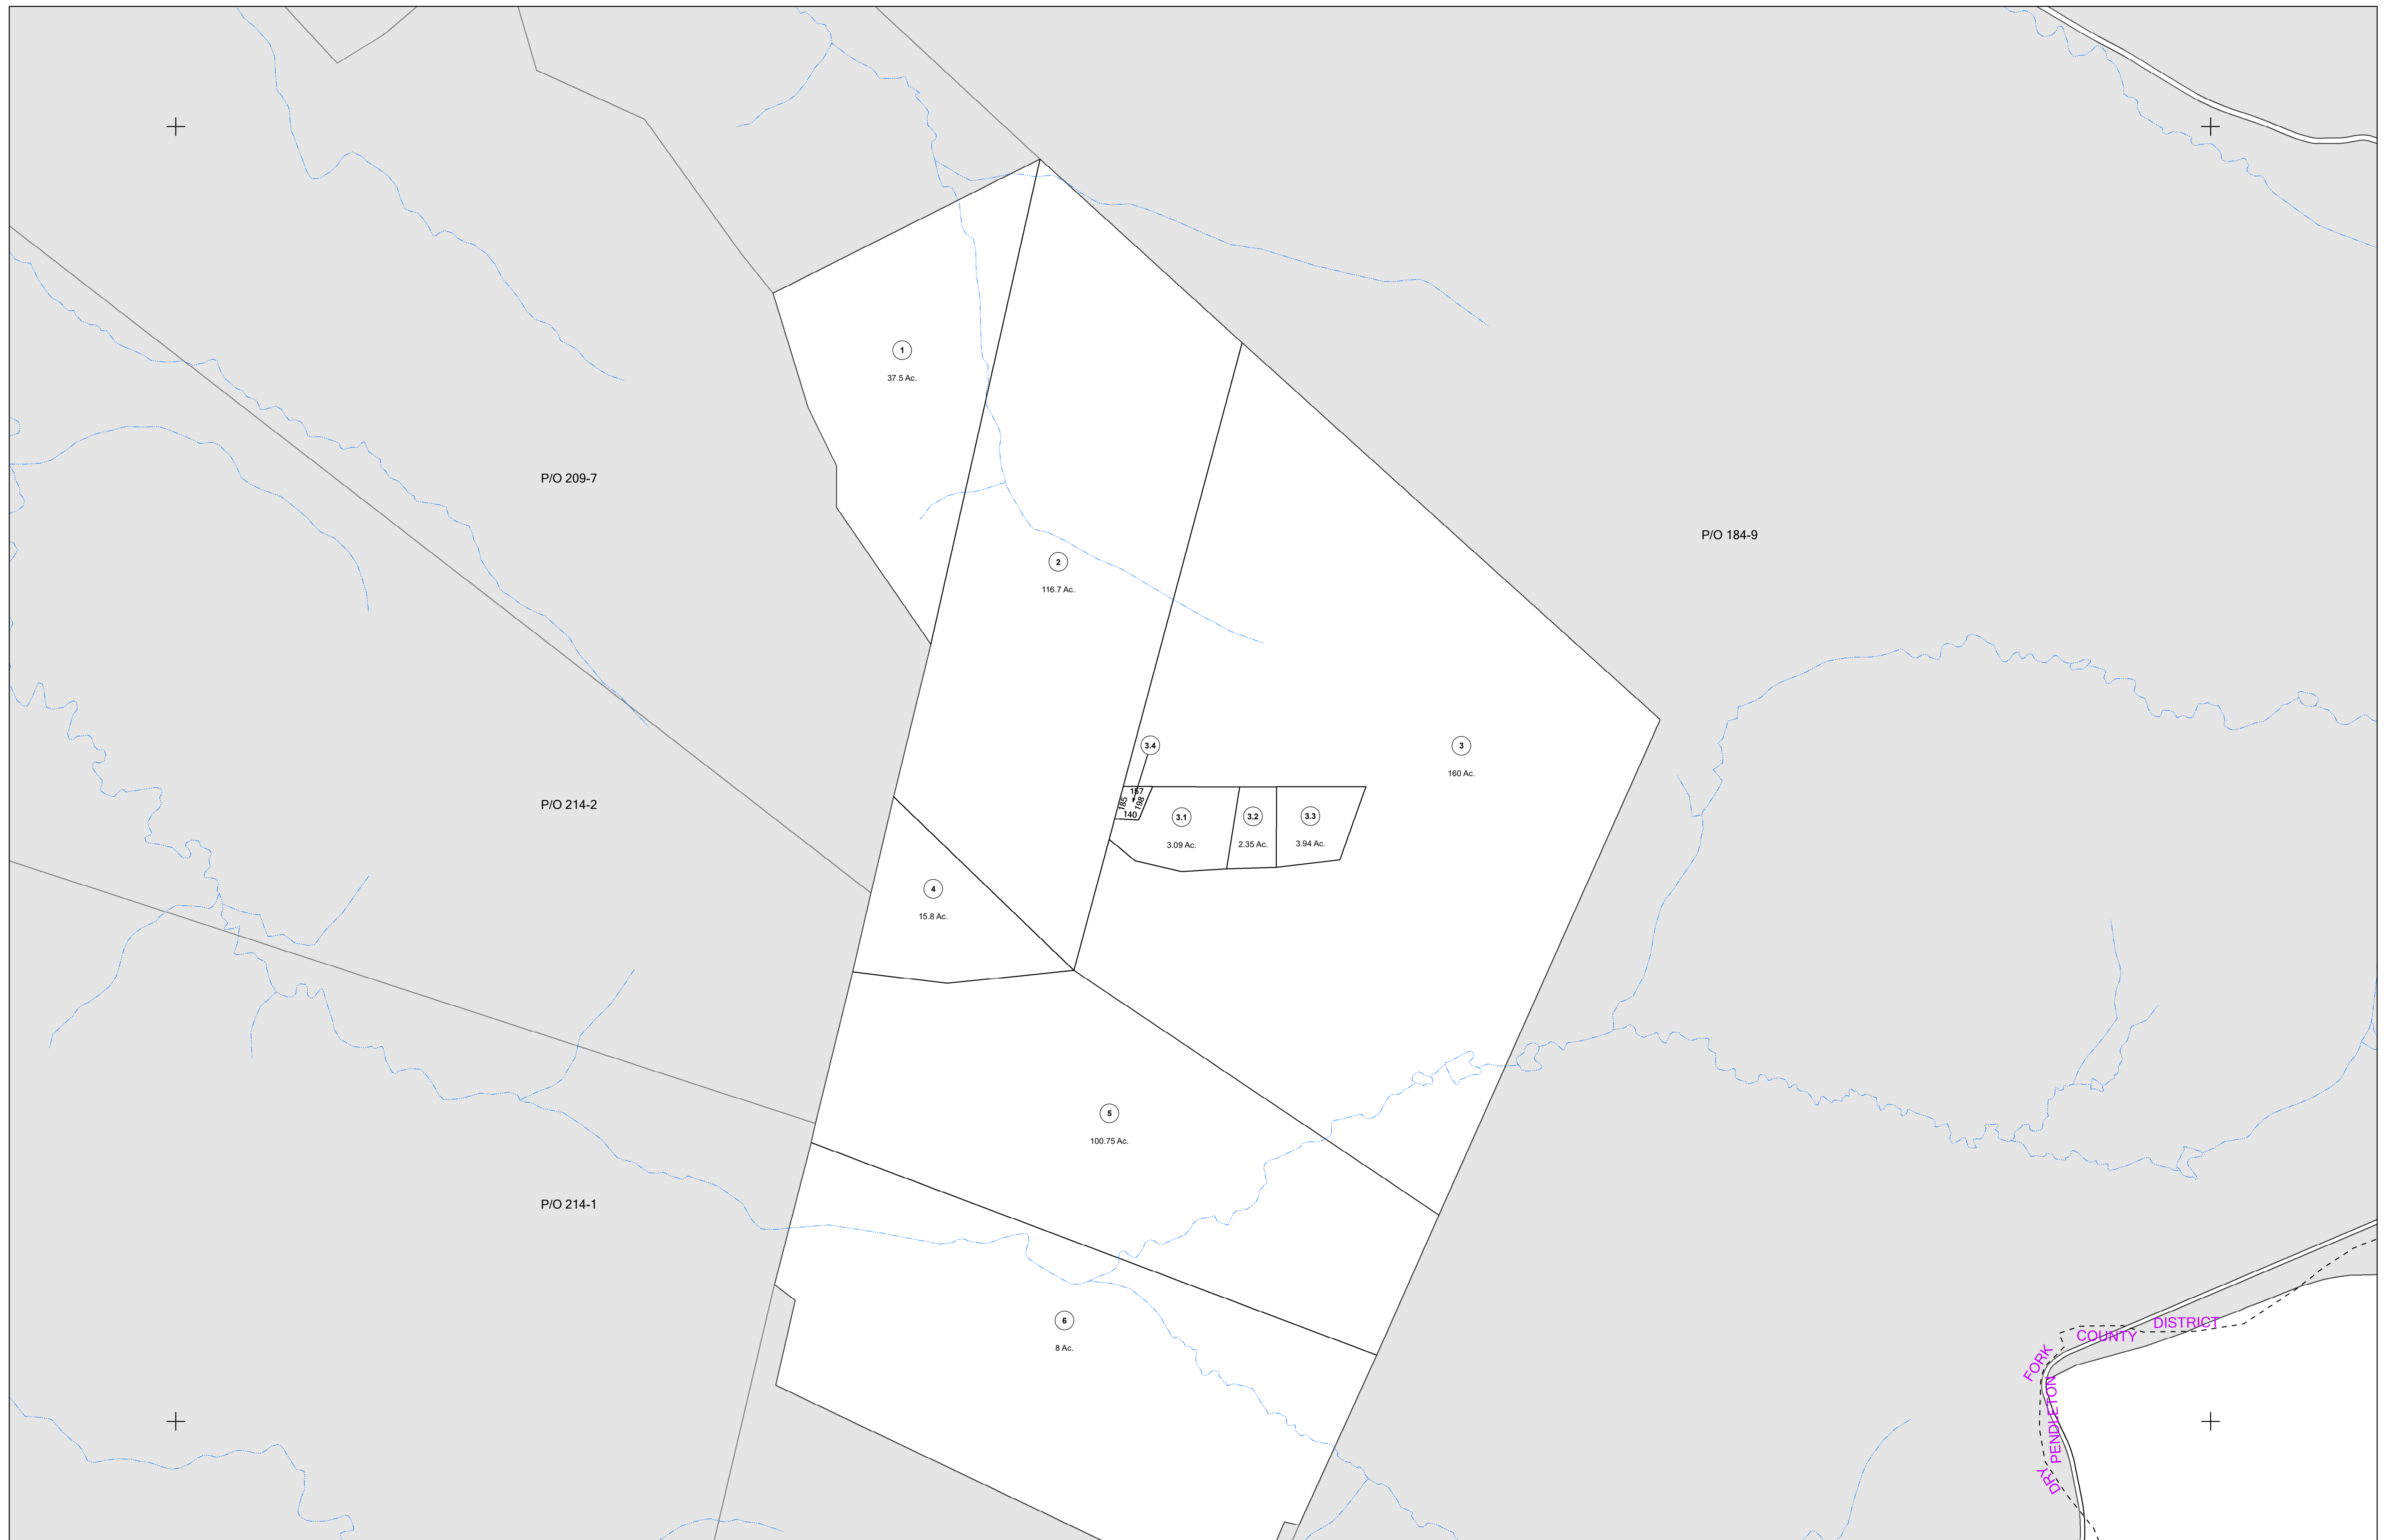 1
37.5 Ac.
P/O 209-7
P/O 184-9
2
116.7 Ac.
3.4
3
160 Ac.
157
185
198
140
P/O 214-2
3.1
3.09 Ac.
3.2
2.35 Ac.
3.3
3.94 Ac.
4
15.8 Ac.
5
100.75 Ac.
P/O 214-1
6
8 Ac.
DRY FORK DISTRICT
PENDLETON COUNTY